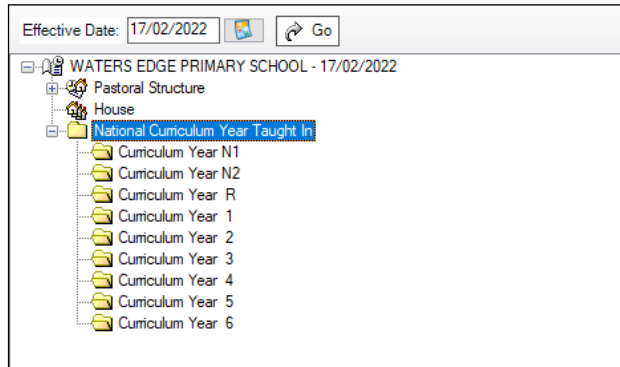 Effective Date: 17/02/2022 Go
WATERS EDGE PRIMARY SCHOOL - 17/02/2022
Pastoral Structure
House
National Curriculum Year Taught In
Curriculum Year N1
Curriculum Year N2
Curriculum Year R
Curriculum Year 1
Curriculum Year 2
Curriculum Year 3
Curriculum Year 4
Curriculum Year 5
Curriculum Year 6